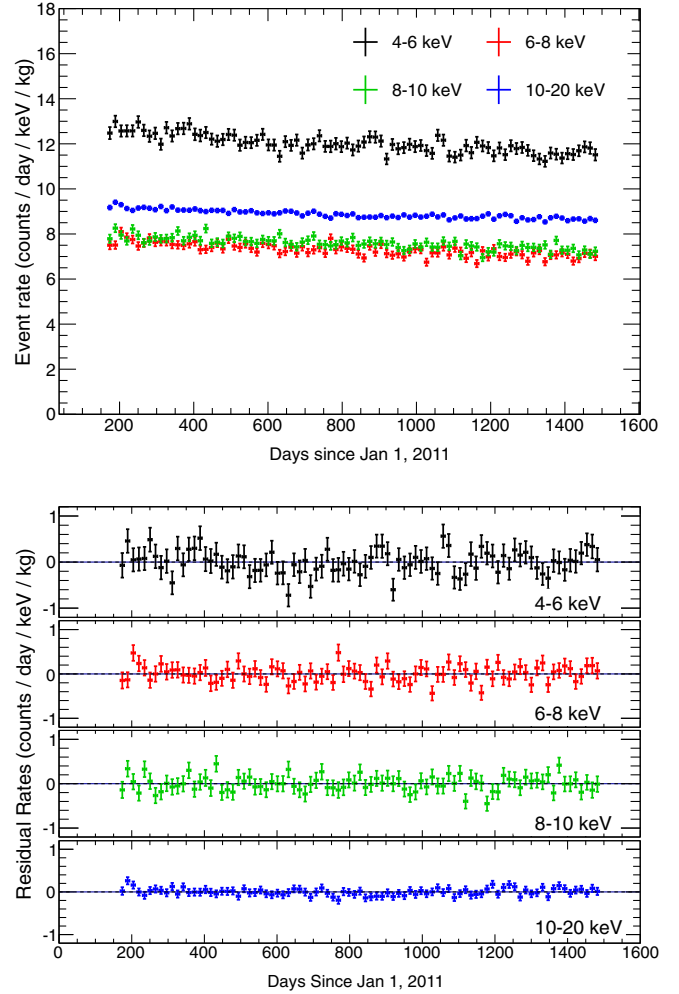 18
16
14
12
10
8
6
4
2
0
Event rate (counts / day / keV / kg)
4-6 keV
6-8 keV
8-10 keV
10-20 keV
200 400 600 800 1000 1200 1400 1600
Days since Jan 1, 2011
Residual Rates (counts / day / keV / kg)
1
0
-1
4-6 keV
1
0
-1
6-8 keV
1
0
-1
8-10 keV
1
0
-1
10-20 keV
0 200 400 600 800 1000 1200 1400 1600
Days Since Jan 1, 2011